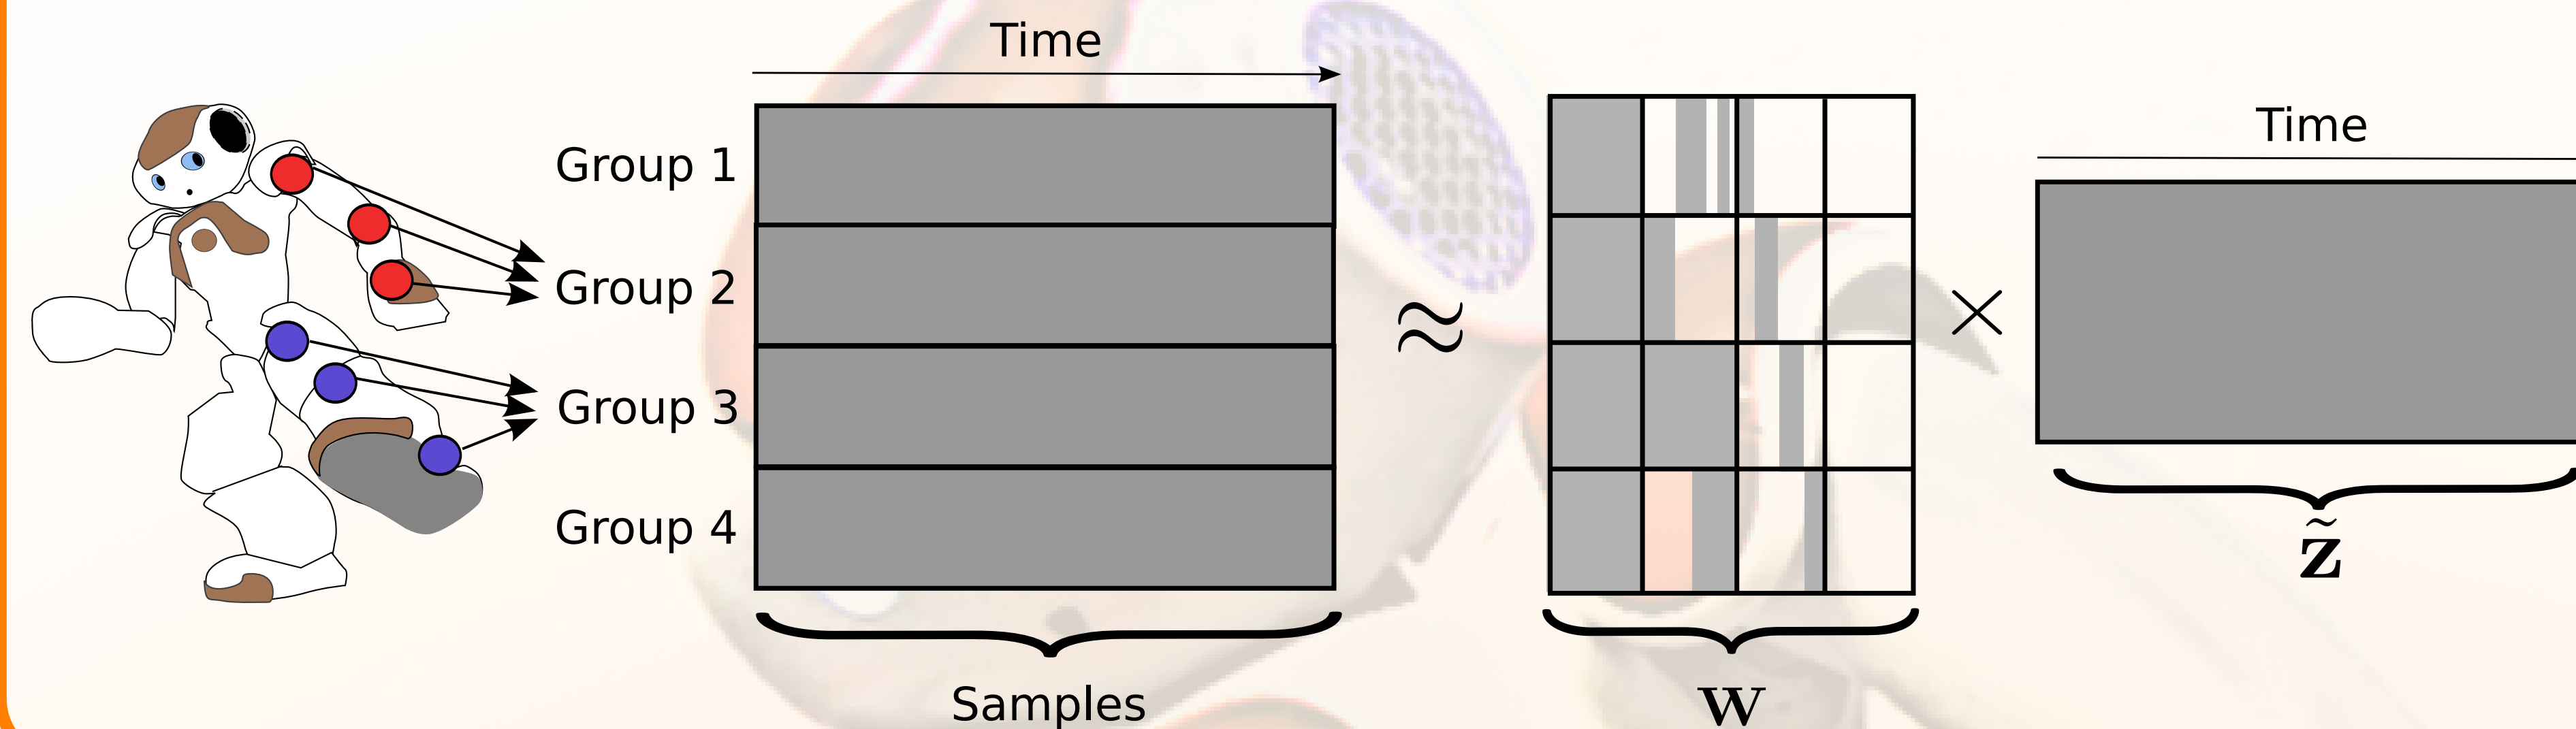 Time
Group 1
Group 2
Group 3
Group 4
Samples
≈
W
×
Time
z̃